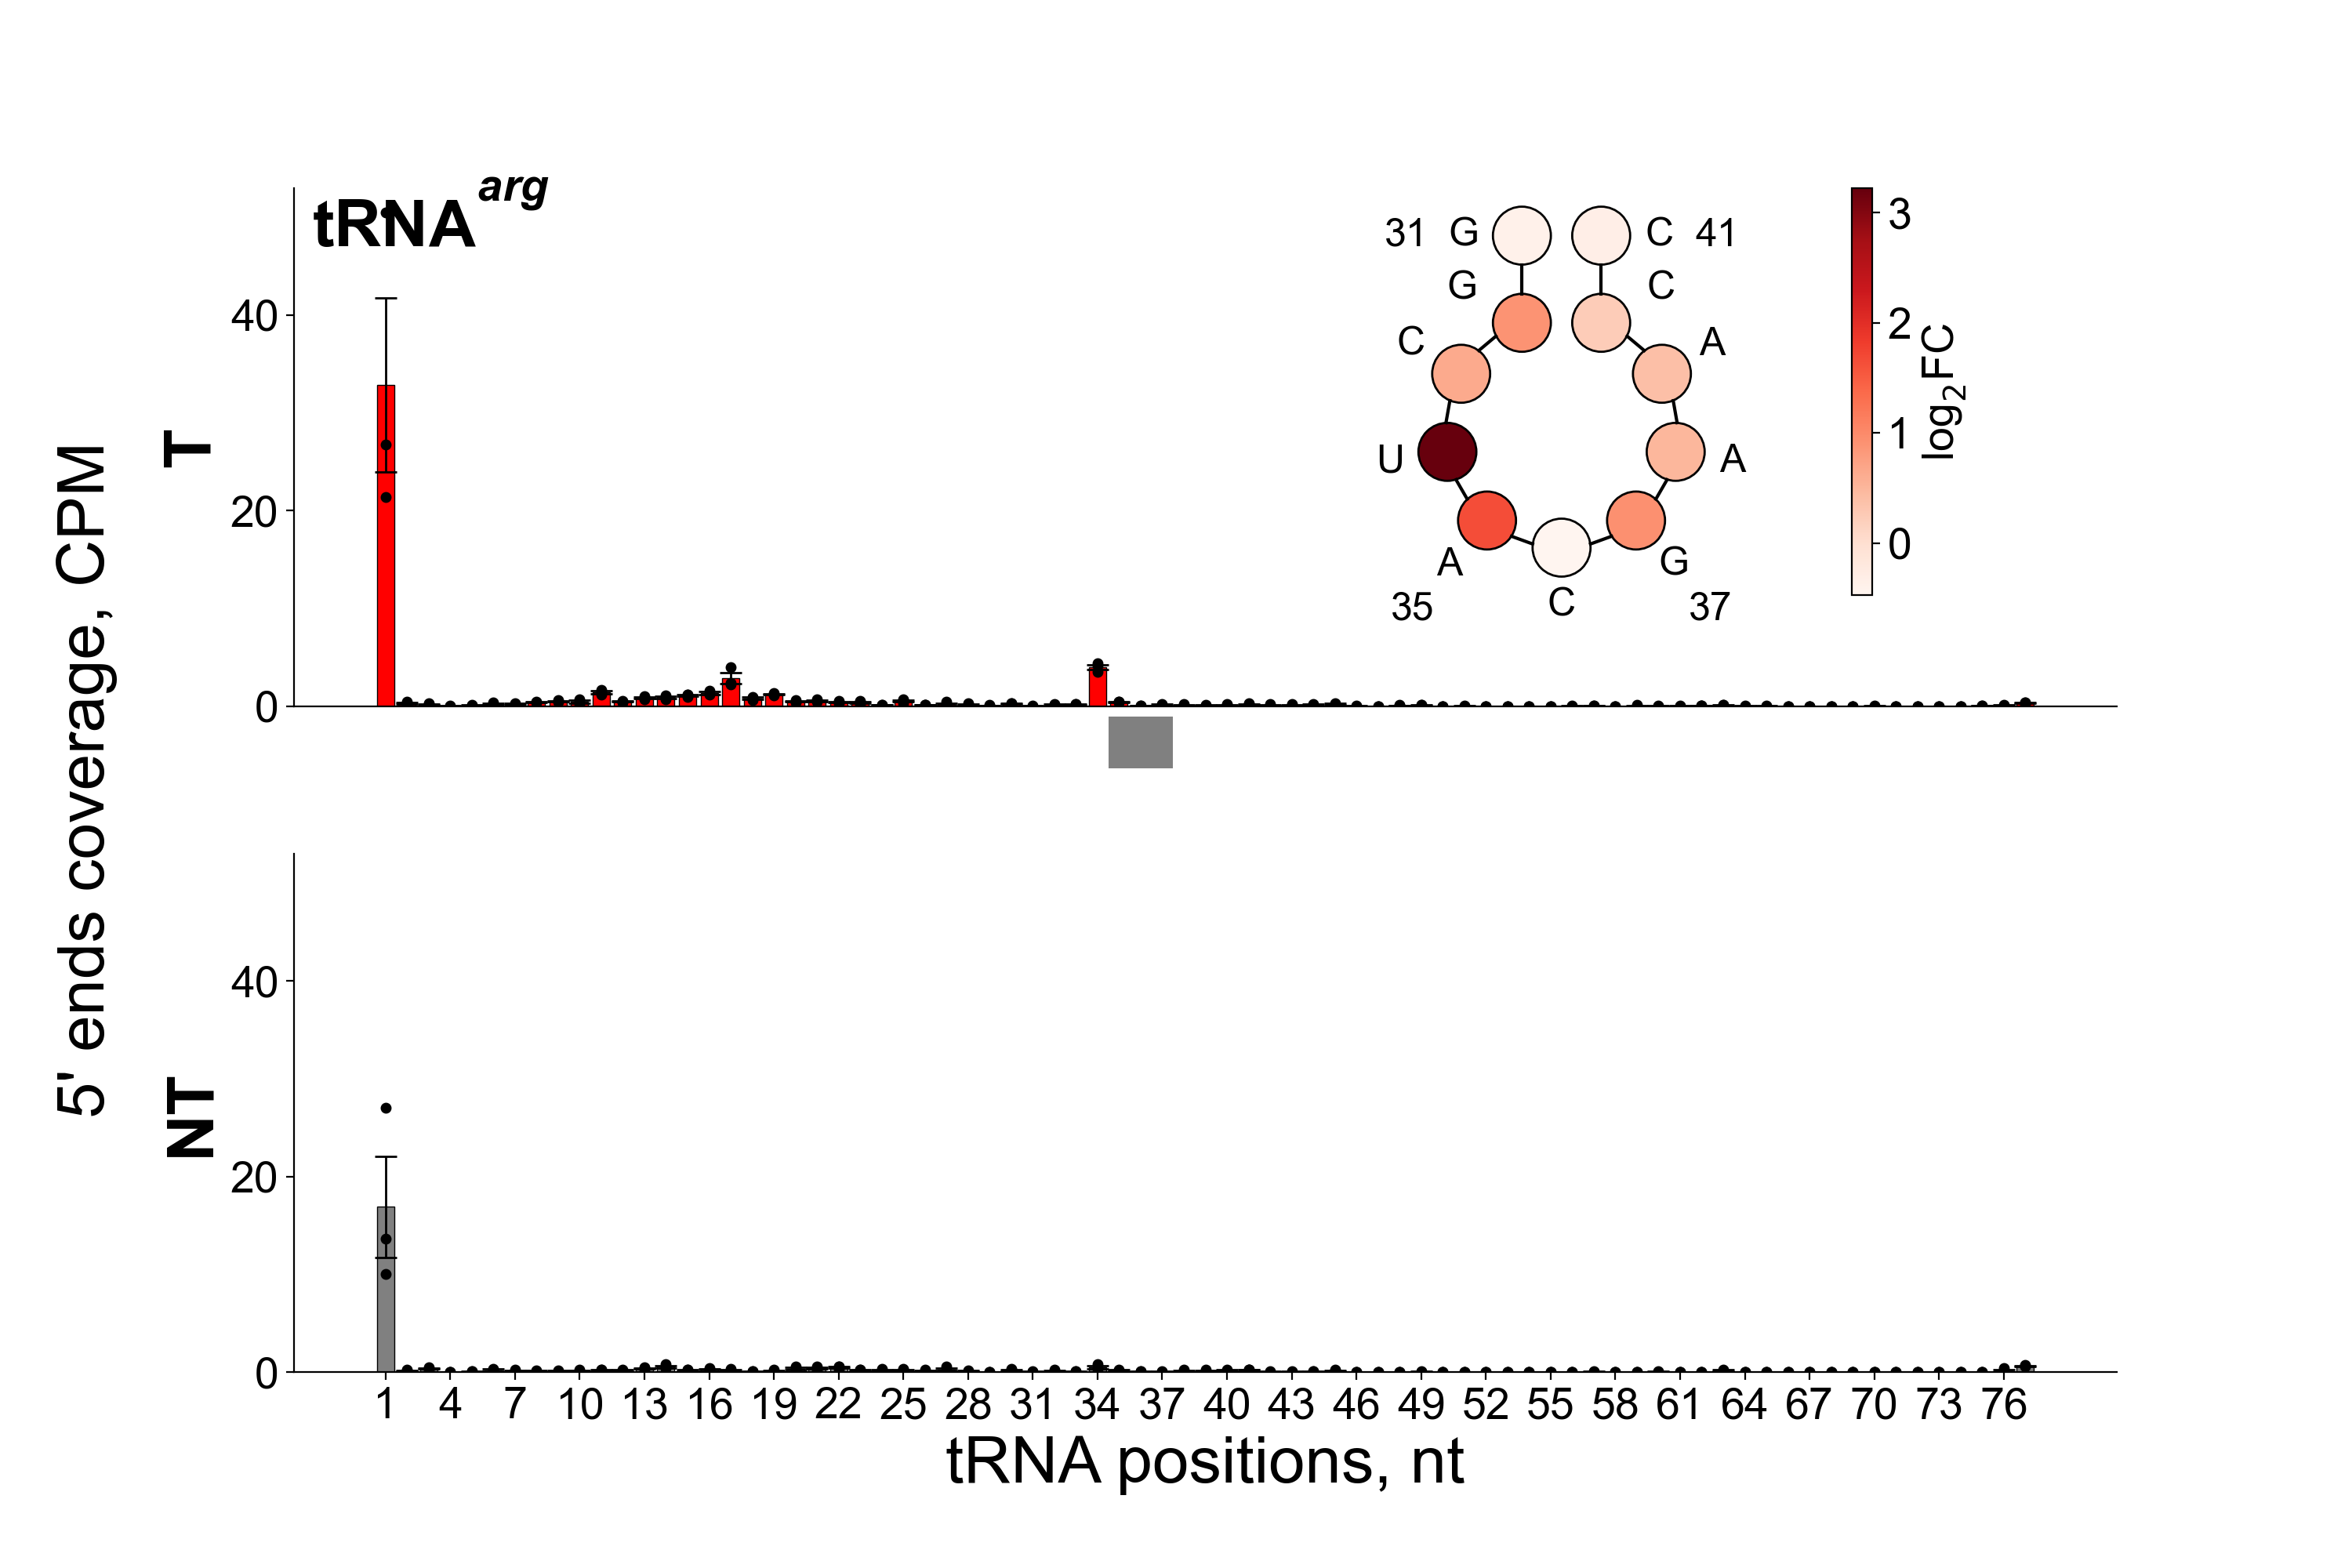 tRNA arg
5' ends coverage, CPM
T
40
20
0
31 G C 41
G C
C A
U A
A G
35 C 37
3
2
1
0
log2FC
NT
40
20
0
1 4 7 10 13 16 19 22 25 28 31 34 37 40 43 46 49 52 55 58 61 64 67 70 73 76
tRNA positions, nt